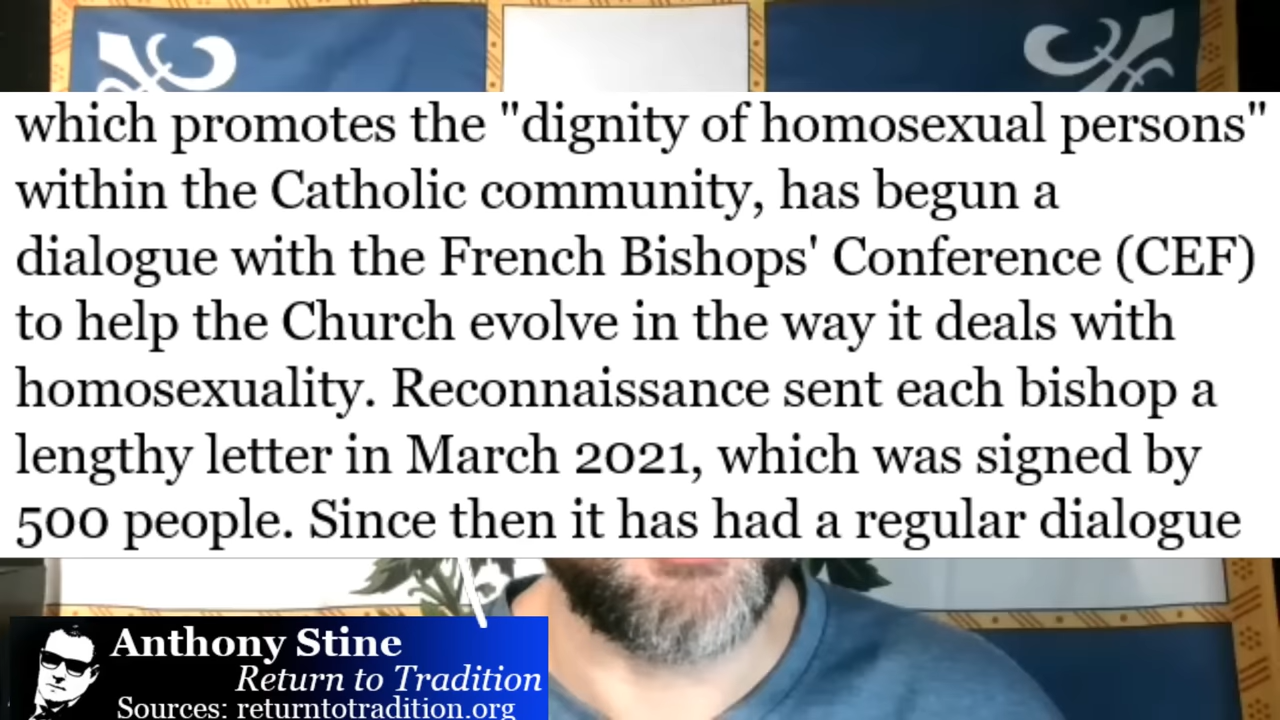 which promotes the "dignity of homosexual persons"
within the Catholic community, has begun a
dialogue with the French Bishops' Conference (CEF)
to help the Church evolve in the way it deals with
homosexuality. Reconnaissance sent each bishop a
lengthy letter in March 2021, which was signed by
500 people. Since then it has had a regular dialogue
Anthony Stine
Return to Tradition
Sources: returntotradition.org